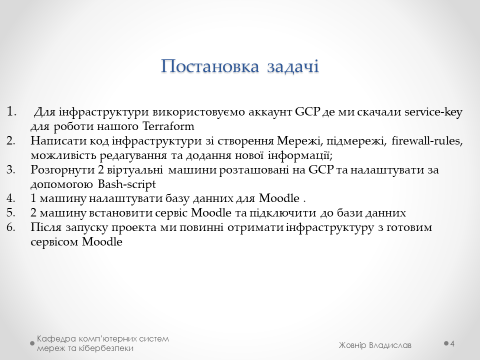 Постановка задачі
1. Для інфраструктури використовуємо аккаунт GCP де ми скачали service-key
для роботи нашого Terraform
2. Написати код інфраструктури зі створення Мережі, підмережі, firewall-rules,
можливість редагування та додання нової інформації;
3. Розгорнути 2 віртуальні машини розташовані на GCP та налаштувати за
допомогою Bash-script
4. 1 машину налаштувати базу данних для Moodle .
5. 2 машину встановити сервіс Moodle та підключити до бази данних
6. Після запуску проекта ми повинні отримати інфраструктуру з готовим
сервісом Moodle
Кафедра комп'ютерних систем
мереж та кібербезпеки
Жовнір Владислав
4